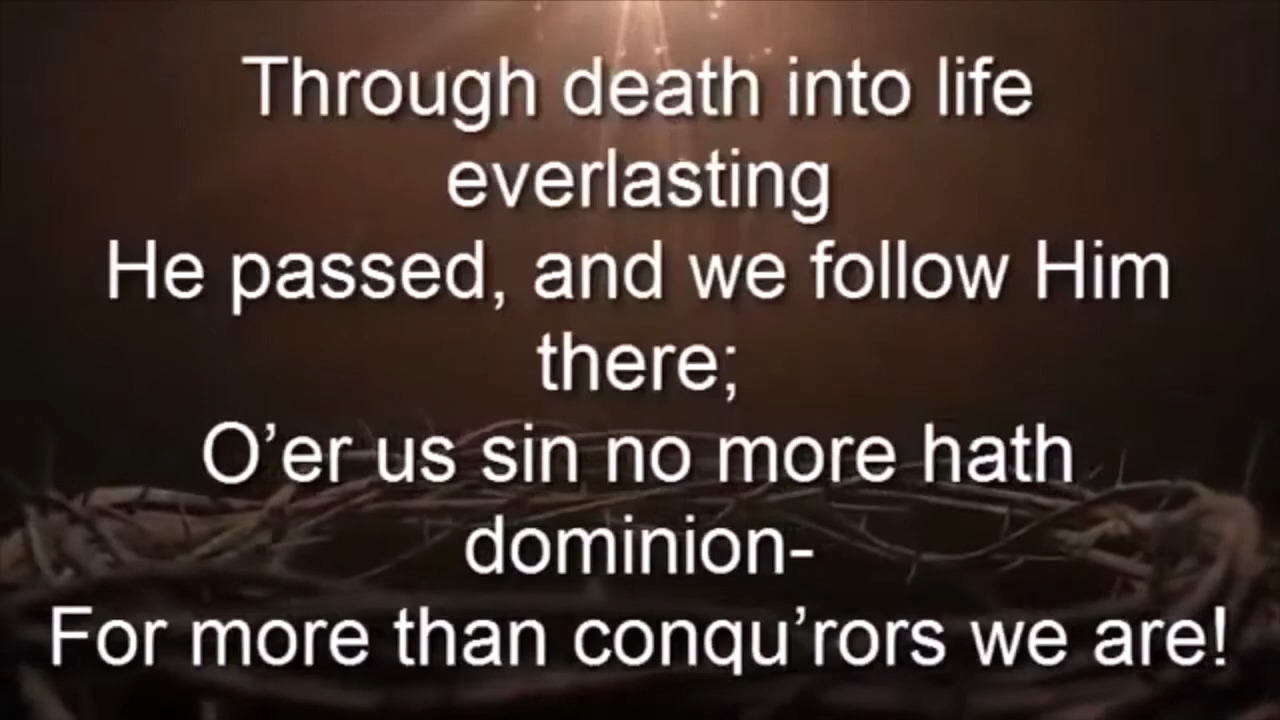 Through death into life
everlasting
He passed, and we follow Him
there;
O’er us sin no more hath
dominion-
For more than conqu’rors we are!